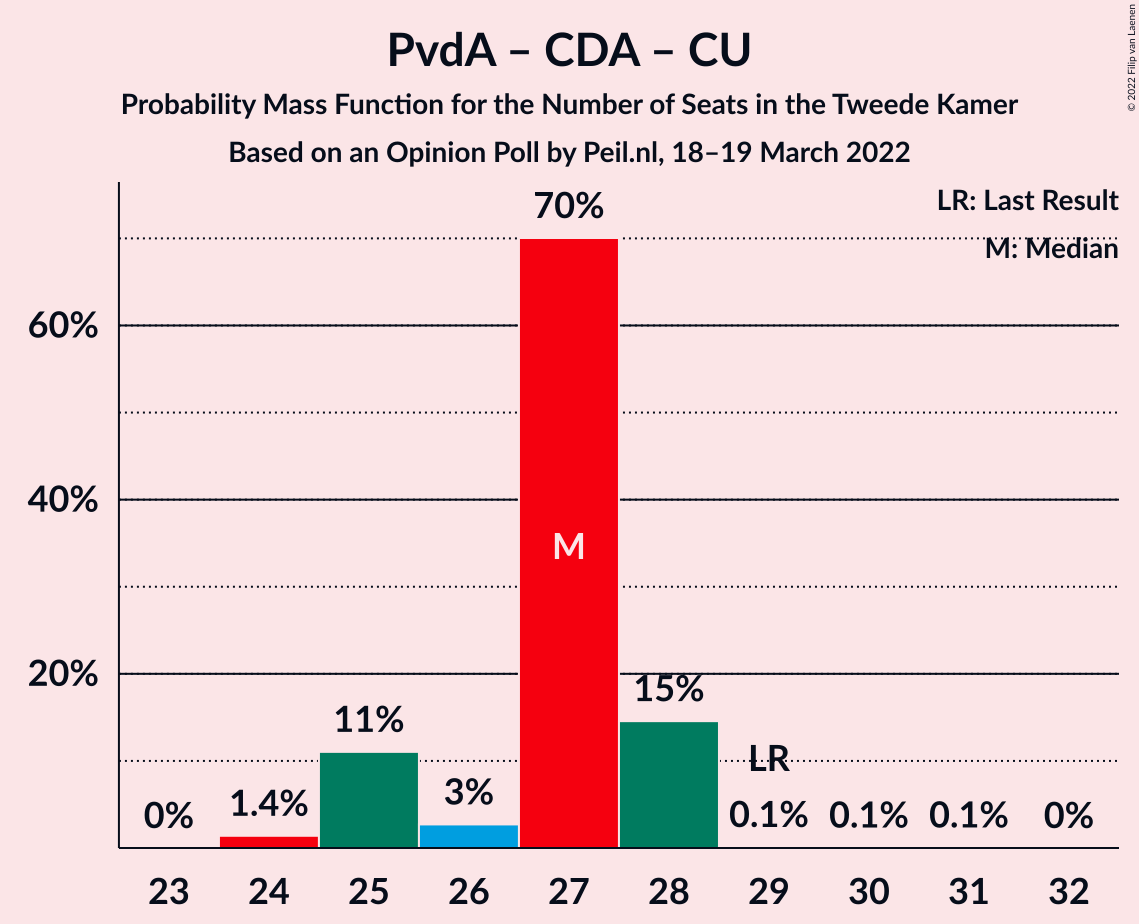 PvdA – CDA – CU
Probability Mass Function for the Number of Seats in the Tweede Kamer
Based on an Opinion Poll by Peil.nl, 18–19 March 2022
© 2022 Filip van Laenen
LR: Last Result
M: Median
60%
40%
20%
0%
1.4%
11%
3%
70%
M
15%
LR
0.1%
0.1%
0.1%
0%
23 24 25 26 27 28 29 30 31 32